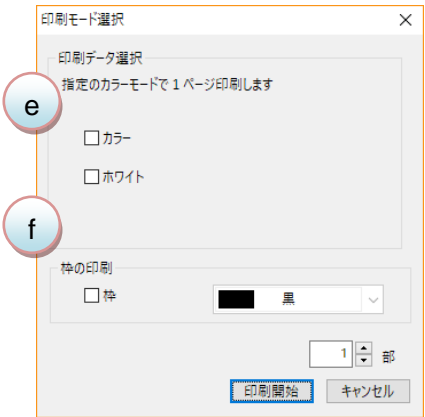 印刷モード選択
印刷データ選択
指定のカラーモードで1ページ印刷します
e
カラー
ホワイト
f
枠の印刷
枠
黒
1 部
印刷開始 キャンセル